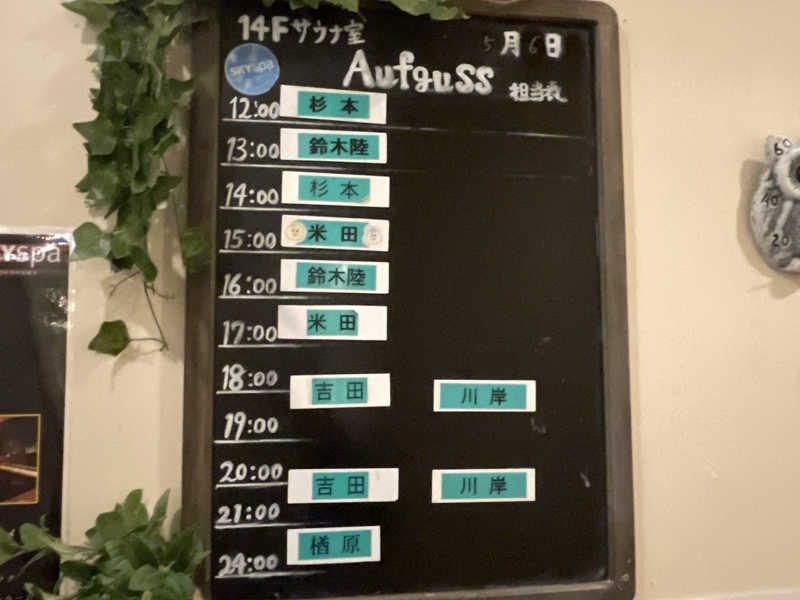 14Fサウナ室
5月6日
SKYSPA
Aufguss 担当表
12:00 杉本
13:00 鈴木陸
14:00 杉本
15:00 米田
16:00 鈴木陸
17:00 米田
18:00 吉田 川岸
19:00
20:00 吉田 川岸
21:00
24:00 楢原
yspa
60
40
20